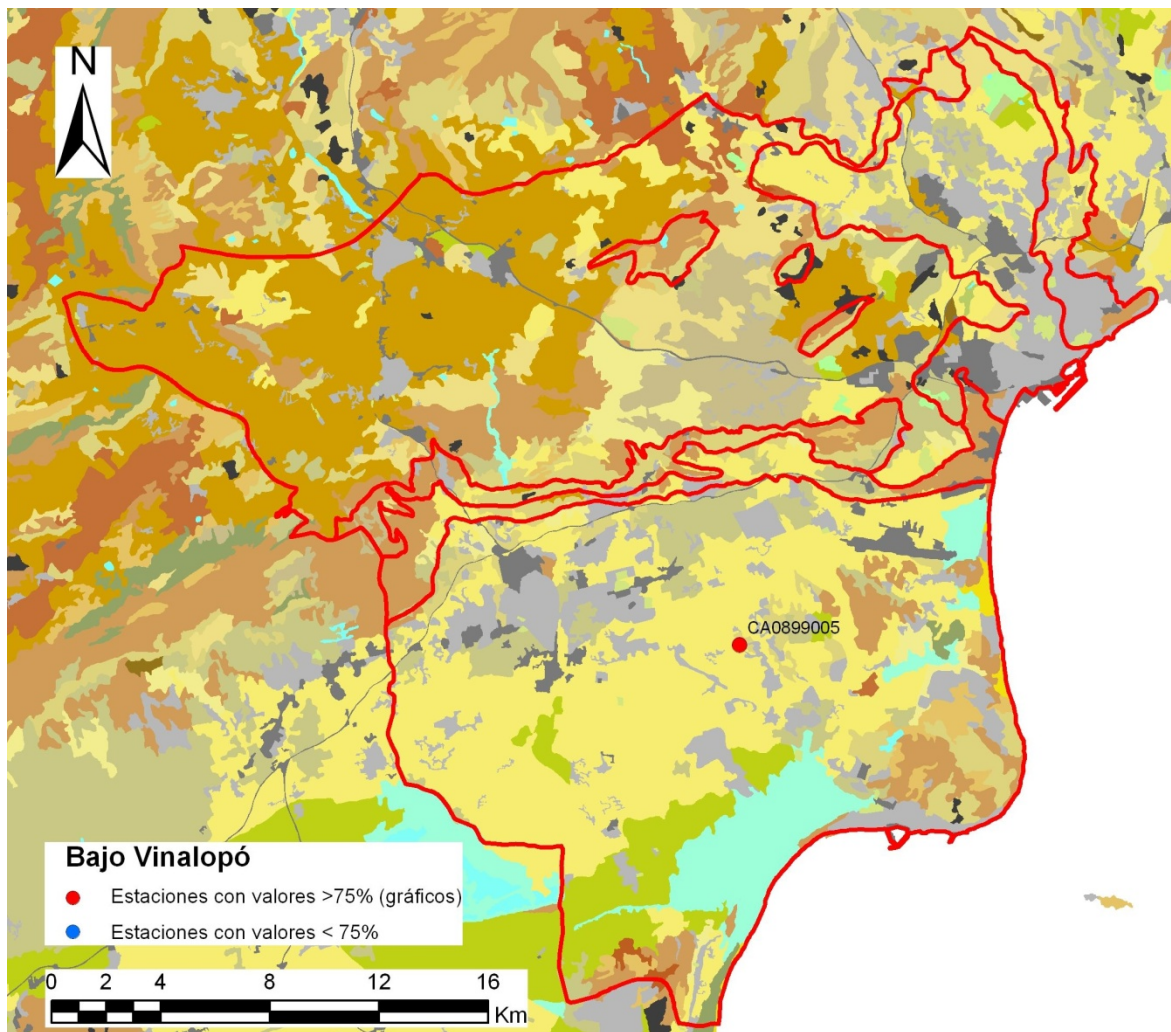 N
CA0899005
Bajo Vinalopó
Estaciones con valores >75% (gráficos)
Estaciones con valores < 75%
0 2 4 8 12 16
Km